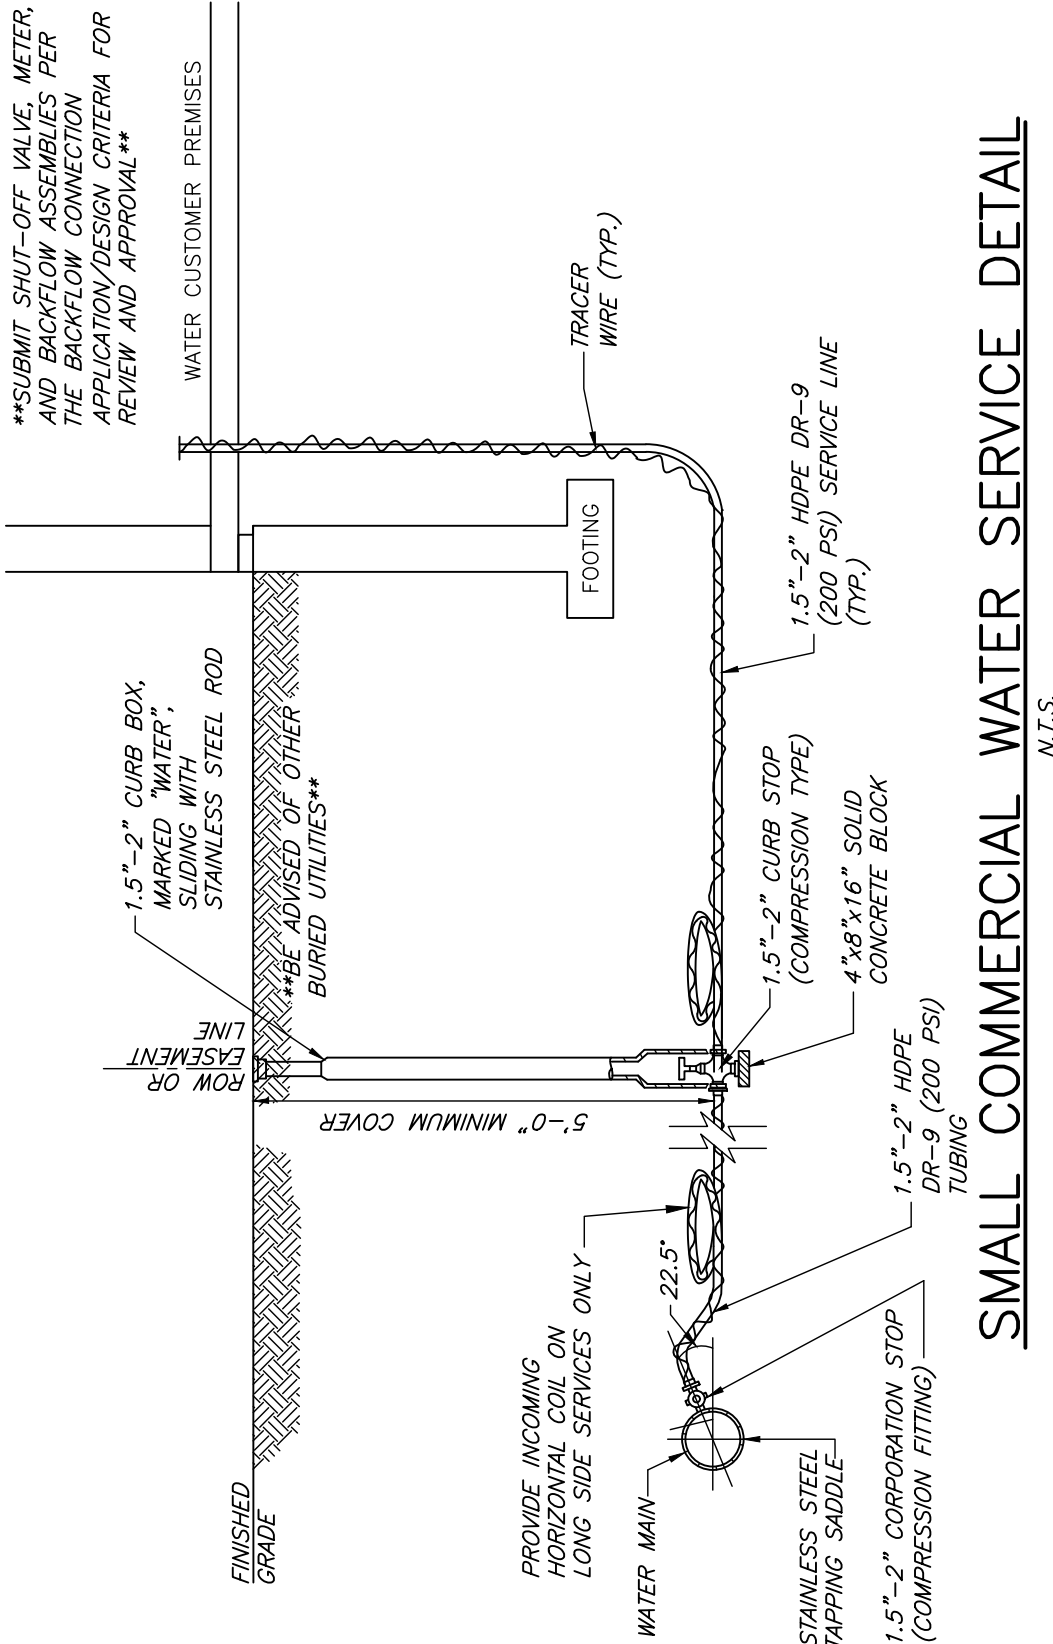 **SUBMIT SHUT-OFF VALVE, METER,
AND BACKFLOW ASSEMBLIES PER
THE BACKFLOW CONNECTION
APPLICATION/DESIGN CRITERIA FOR
REVIEW AND APPROVAL**
WATER CUSTOMER PREMISES
1.5"-2" CURB BOX,
MARKED "WATER",
SLIDING WITH
STAINLESS STEEL ROD
ROW OR
EASEMENT
LINE
FINISHED
GRADE
**BE ADVISED OF OTHER
BURIED UTILITIES**
5'-0" MINIMUM COVER
FOOTING
TRACER
WIRE (TYP.)
PROVIDE INCOMING
HORIZONTAL COIL ON
LONG SIDE SERVICES ONLY
22.5°
WATER MAIN
STAINLESS STEEL
TAPPING SADDLE
1.5"-2" CORPORATION STOP
(COMPRESSION FITTING)
1.5"-2" HDPE
DR-9 (200 PSI)
TUBING
1.5"-2" CURB STOP
(COMPRESSION TYPE)
4"x8"x16" SOLID
CONCRETE BLOCK
1.5"-2" HDPE DR-9
(200 PSI) SERVICE LINE
(TYP.)
SMALL COMMERCIAL WATER SERVICE DETAIL
N.T.S.